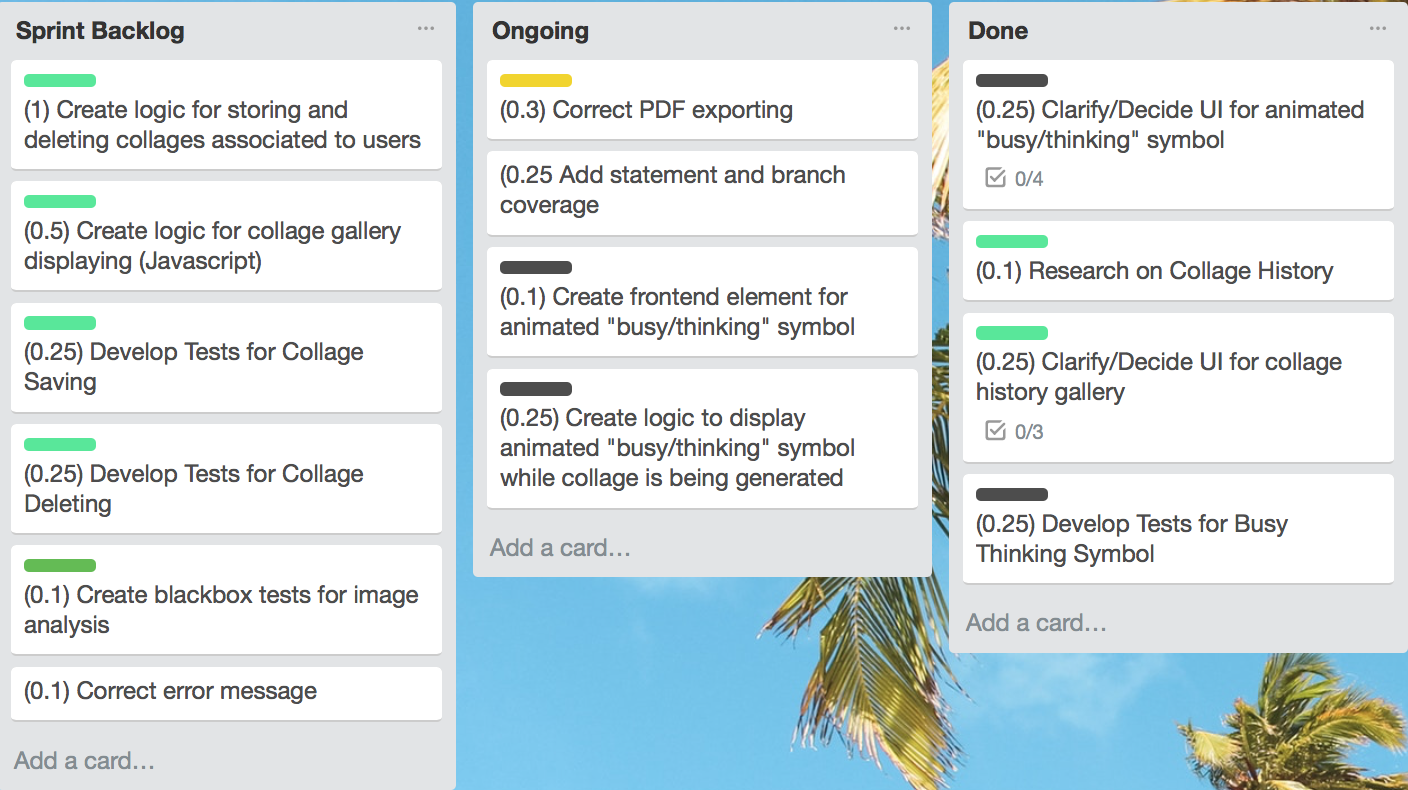 Sprint Backlog
(1) Create logic for storing and
deleting collages associated to users
(0.5) Create logic for collage gallery
displaying (Javascript)
(0.25) Develop Tests for Collage
Saving
(0.25) Develop Tests for Collage
Deleting
(0.1) Create blackbox tests for image
analysis
(0.1) Correct error message
Add a card…
Ongoing
(0.3) Correct PDF exporting
(0.25 Add statement and branch
coverage
(0.1) Create frontend element for
animated "busy/thinking" symbol
(0.25) Create logic to display
animated "busy/thinking" symbol
while collage is being generated
Add a card…
Done
(0.25) Clarify/Decide UI for animated
"busy/thinking" symbol
0/4
(0.1) Research on Collage History
(0.25) Clarify/Decide UI for collage
history gallery
0/3
(0.25) Develop Tests for Busy
Thinking Symbol
Add a card…